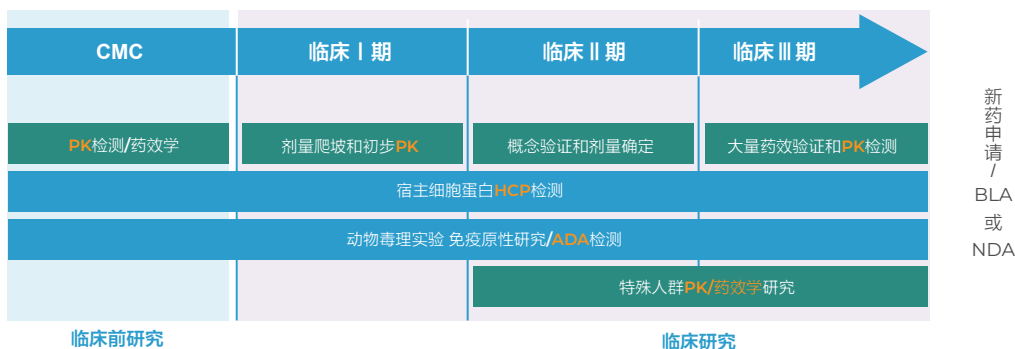 CMC
临床Ⅰ期
临床Ⅱ期
临床Ⅲ期
PK检测/药效学
剂量爬坡和初步PK
概念验证和剂量确定
大量药效验证和PK检测
宿主细胞蛋白HCP检测
动物毒理实验 免疫原性研究/ADA检测
特殊人群PK/药效学研究
临床前研究
临床研究
新药申请/
BLA
或
NDA